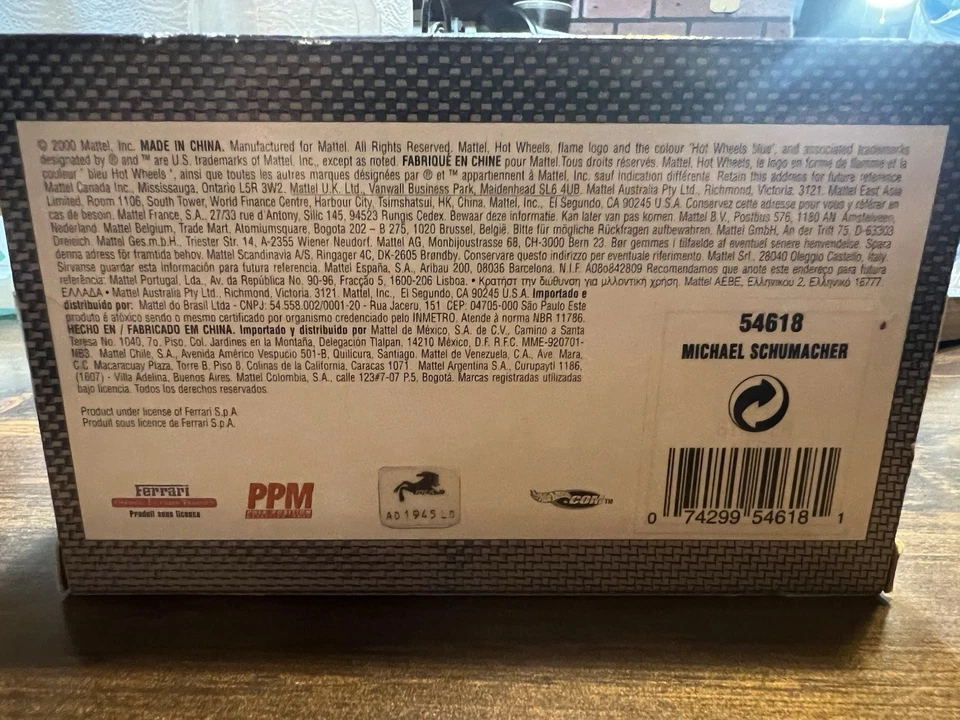 © 2000 Mattel, Inc. MADE IN CHINA. Manufactured for Mattel. All Rights Reserved. Mattel, Hot Wheels, flame logo and the colour "Hot Wheels blue", and associated trademarks
designated by ® and ™ are U.S. trademarks of Mattel, Inc., except as noted. FABRIQUÉ EN CHINE pour Mattel.Tous droits réservés. Mattel, Hot Wheels, le logo en forme de flamme et la
couleur " bleu Hot Wheels ", ainsi que toutes les autres marques désignées par ® et ™ appartiennent à Mattel, Inc. sauf indication différente. Retain this address for future reference.
Mattel Canada Inc., Mississauga, Ontario L5R 3W2. Mattel U.K. Ltd., Vanwall Business Park, Maidenhead SL6 4UB. Mattel Australia Pty Ltd., Richmond, Victoria. 3121. Mattel East Asia
Limited, Room 1106, South Tower, World Finance Centre, Harbour City, Tsimshatsui, HK, China. Mattel, Inc., El Segundo, CA 90245 U.S.A. Conservez cette adresse pour vous y référer en
cas de besoin. Mattel France, S.A., 27/33 rue d'Antony, Silic 145, 94523 Rungis Cedex. Bewaar deze informatie. Kan later van pas komen. Mattel B.V., Postbus 576, 1180 AN Amstelveen,
Nederland. Mattel Belgium, Trade Mart, Atomiumsquare, Bogota 202 – B 275, 1020 Brussel, België. Bitte für mögliche Rückfragen aufbewahren. Mattel GmbH, An der Trift 75, D-63303
Dreieich. Mattel Ges.m.b.H., Triester Str. 14, A-2355 Wiener Neudorf. Mattel AG, Monbijoustrasse 68, CH-3000 Bern 23. Bør gemmes i tilfaelde af eventuel senere henvendelse. Spara
denna adress för framtida behov. Mattel Scandinavia A/S, Ringager 4C, DK-2605 Brøndby. Conservare questo indirizzo per eventuale riferimento. Mattel Srl., 28040 Oleggio Castello, Italy.
Sirvanse guardar esta información para futura referencia. Mattel España, S.A., Aribau 200, 08036 Barcelona. N.I.F. A080842809 Recomendamos que anote este endereço para futura
referência: Mattel Portugal, Lda., Av. da República No. 90-96, Fracção 5, 1600-206 Lisboa. • Κρατηστ την διωθυνση για μλλοντικη χρηση. Mattel AEBE, Ελληνικου 2, Ελληνικό 16777,
ΕΛΛΑΔΑ • Mattel Australia Pty Ltd., Richmond, Victoria. 3121. Mattel, Inc., El Segundo, CA 90245 U.S.A. Importado e
distribuido por: Mattel do Brasil Ltda - CNPJ: 54.558.002/0001-20 - Rua Jacera, 151. CEP: 04705-000 São Paulo Este
produto é atóxico sendo o mesmo certificado por organismo credenciado pelo INMETRO. Atende à norma NBR 11786.
HECHO EN / FABRICADO EM CHINA. Importado y distribuido por Mattel de México, S.A. de C.V., Camino a Santa
Teresa No. 1040, 7o. Piso, Col. Jardines en la Montaña, Delegación Tlalpan, 14210 México, D.F. R.F.C. MME-920701-
NB3. Mattel Chile, S.A., Avenida Américo Vespucio 501-B, Quilicura, Santiago. Mattel de Venezuela, C.A., Ave. Mara,
C.C. Macaracuay Plaza, Torre B, Piso 8, Colinas de la California, Caracas 1071. Mattel Argentina S.A., Curupayti 1186,
(1607) - Villa Adelina, Buenos Aires. Mattel Colombia, S.A., calle 123#7-07 P.5, Bogotá. Marcas registradas utilizadas
bajo licencia. Todos los derechos reservados.
Product under license of Ferrari S.p.A.
Produit sous licence de Ferrari S.p.A.
54618
MICHAEL SCHUMACHER
Ferrari
Produit sous licence
PPM
AD1945LD
.COM™
0 74299 54618 1